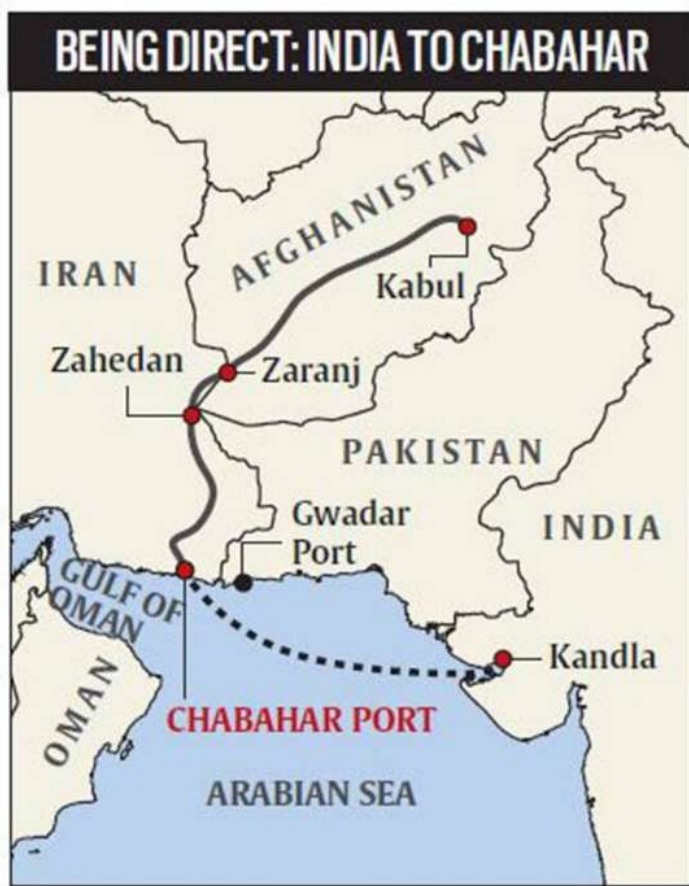 BEING DIRECT: INDIA TO CHABAHAR
AFGHANISTAN
IRAN
Kabul
Zahedan
Zaranj
PAKISTAN
Gwadar
Port
INDIA
GULF OF
OMAN
Kandla
OMAN
CHABAHAR PORT
ARABIAN SEA